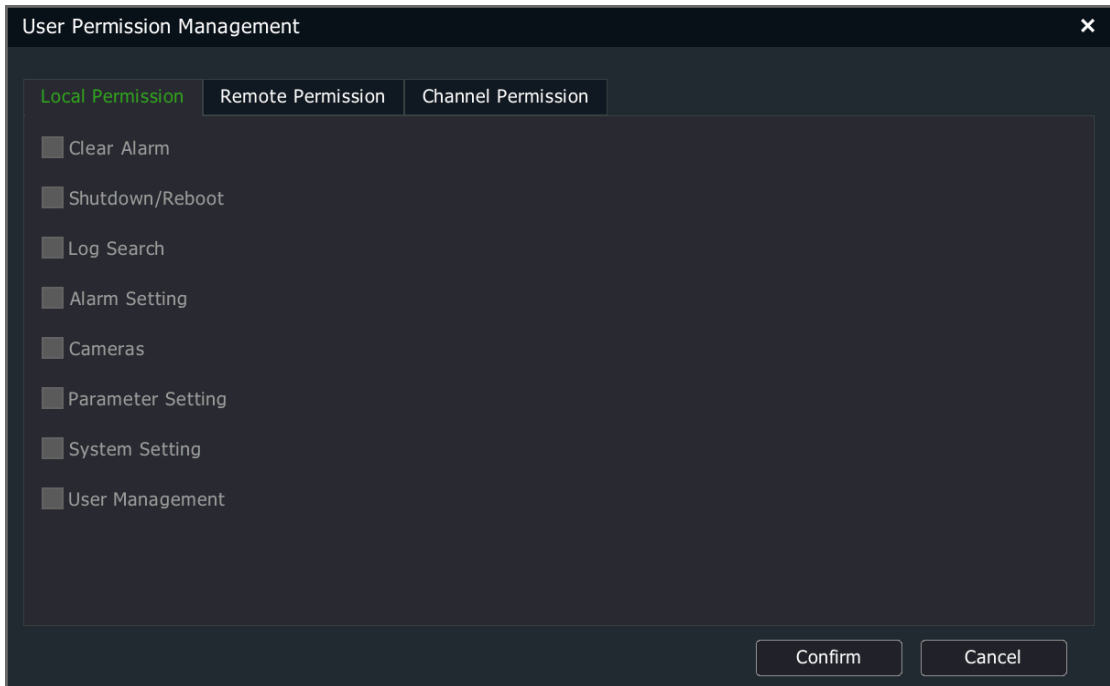 User Permission Management
Local Permission Remote Permission Channel Permission
Clear Alarm
Shutdown/Reboot
Log Search
Alarm Setting
Cameras
Parameter Setting
System Setting
User Management
Confirm Cancel